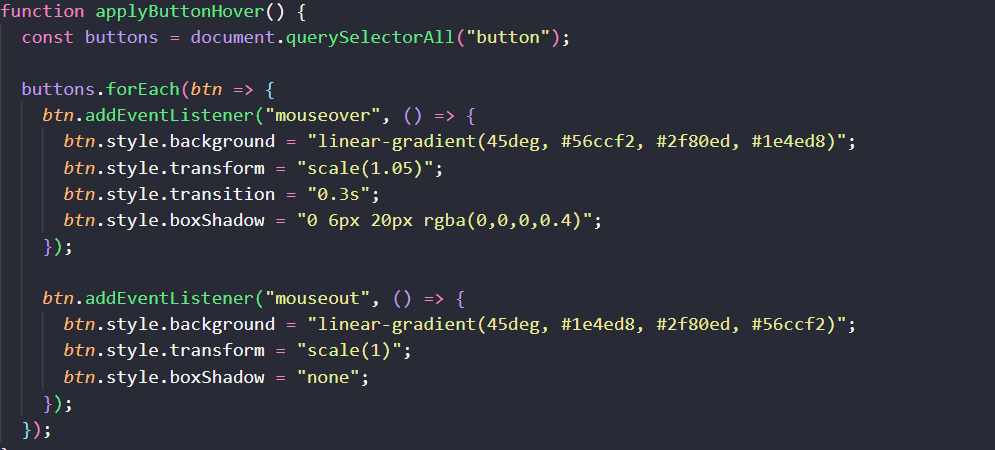 function applyButtonHover() {
  const buttons = document.querySelectorAll("button");

  buttons.forEach(btn => {
    btn.addEventListener("mouseover", () => {
      btn.style.background = "linear-gradient(45deg, #56ccf2, #2f80ed, #1e4ed8)";
      btn.style.transform = "scale(1.05)";
      btn.style.transition = "0.3s";
      btn.style.boxShadow = "0 6px 20px rgba(0,0,0,0.4)";
    });

    btn.addEventListener("mouseout", () => {
      btn.style.background = "linear-gradient(45deg, #1e4ed8, #2f80ed, #56ccf2)";
      btn.style.transform = "scale(1)";
      btn.style.boxShadow = "none";
    });
  });